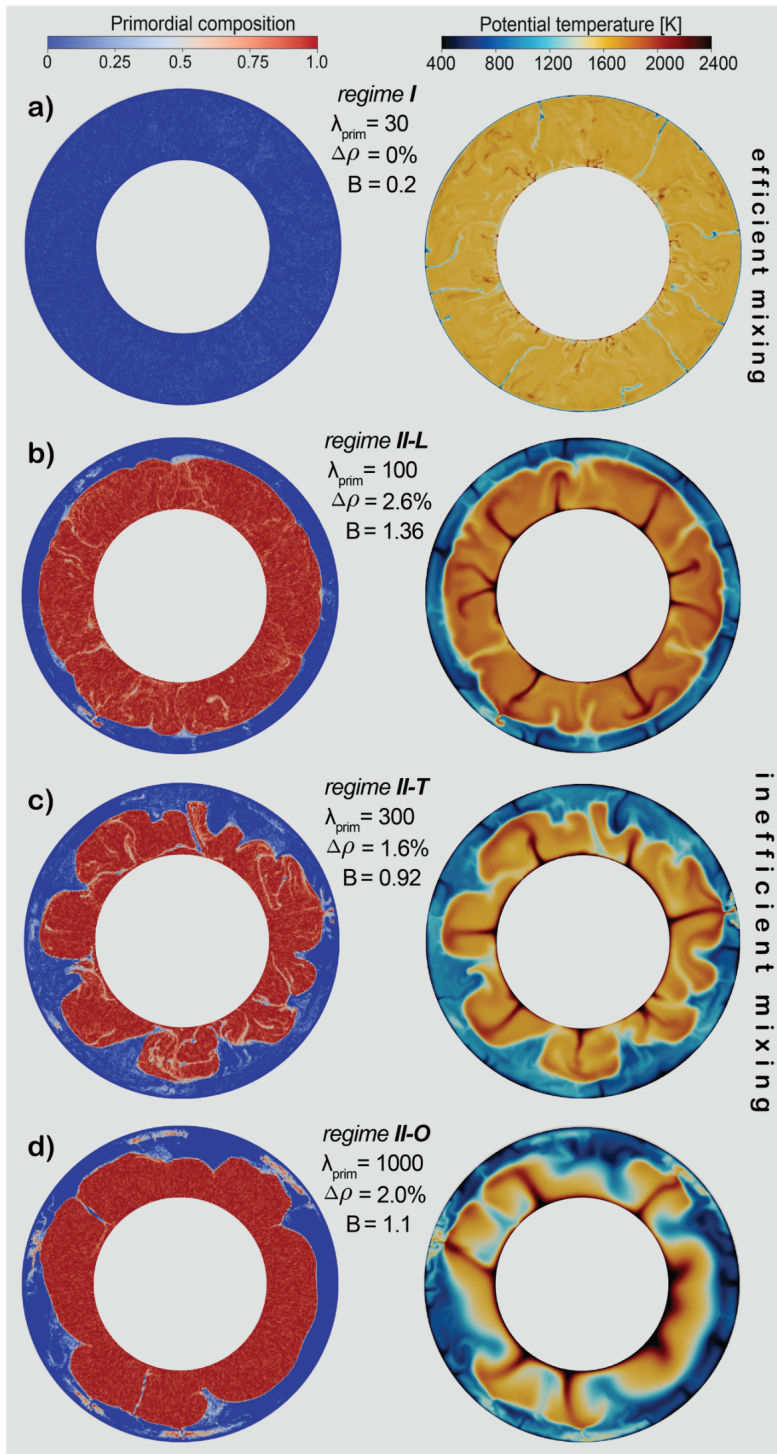 Primordial composition
0 0.25 0.5 0.75 1.0
Potential temperature [K]
400 800 1200 1600 2000 2400
a)
regime I
λprim = 30
Δρ = 0%
B = 0.2
efficient mixing
b)
regime II-L
λprim = 100
Δρ = 2.6%
B = 1.36
c)
regime II-T
λprim = 300
Δρ = 1.6%
B = 0.92
inefficient mixing
d)
regime II-O
λprim = 1000
Δρ = 2.0%
B = 1.1